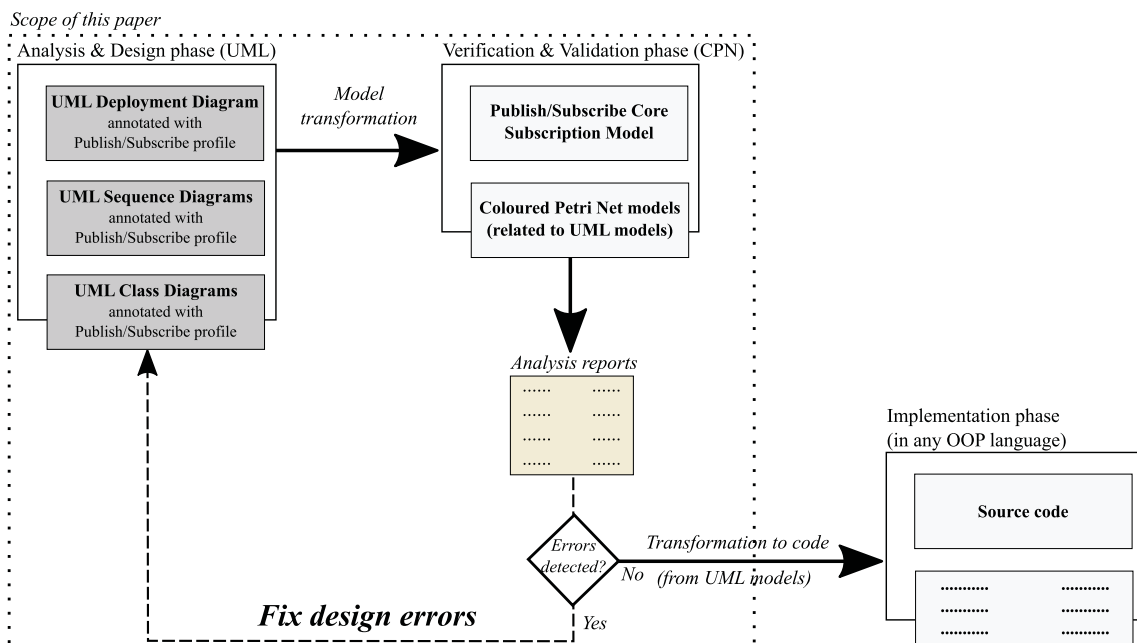 Scope of this paper
Analysis & Design phase (UML)
UML Deployment Diagram
annotated with
Publish/Subscribe profile
UML Sequence Diagrams
annotated with
Publish/Subscribe profile
UML Class Diagrams
annotated with
Publish/Subscribe profile
Model
transformation
Verification & Validation phase (CPN)
Publish/Subscribe Core
Subscription Model
Coloured Petri Net models
(related to UML models)
Analysis reports
...... ......
...... ......
...... ......
...... ......
Errors
detected?
No
Yes
Transformation to code
(from UML models)
Fix design errors
Implementation phase
(in any OOP language)
Source code
........... ...........
........... ...........
........... ...........